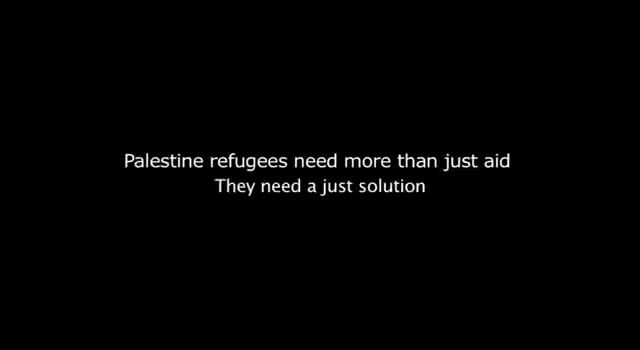 Palestine refugees need more than just aid
They need a just solution